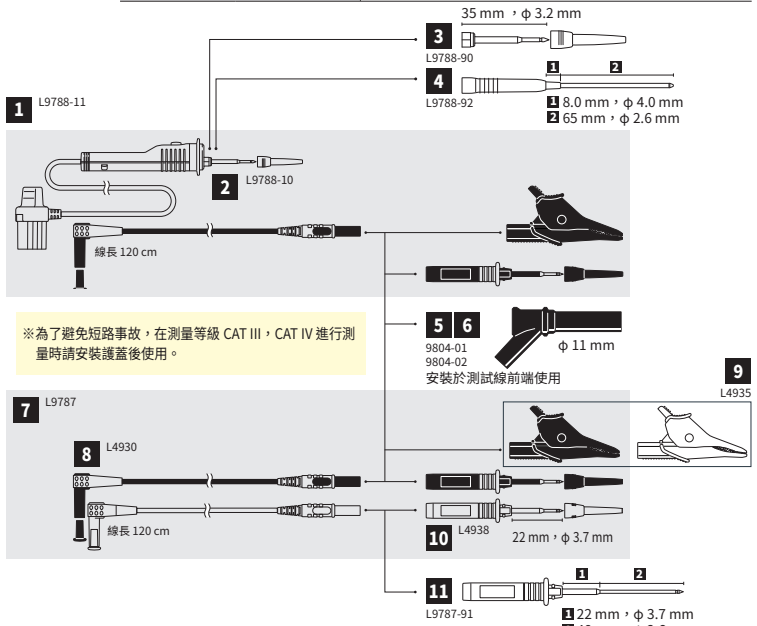 35 mm，φ 3.2 mm
3
L9788-90
4
L9788-92
1
2
1 8.0 mm，φ 4.0 mm
2 65 mm，φ 2.6 mm
1
L9788-11
2
L9788-10
線長 120 cm
※為了避免短路事故，在測量等級 CAT III，CAT IV 進行測
量時請安裝護蓋後使用。
5 6
9804-01
9804-02
安裝於測試線前端使用
φ 11 mm
9
L4935
7
L9787
8
L4930
線長 120 cm
10
L4938
22 mm，φ 3.7 mm
11
L9787-91
1
2
1 22 mm，φ 3.7 mm